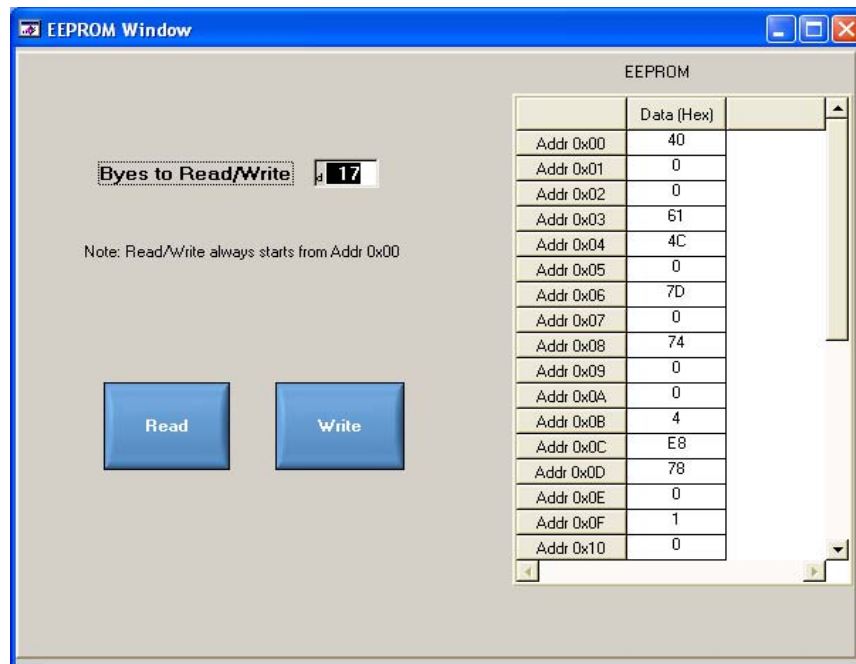 EEPROM Window
EEPROM
Data (Hex)
Byes to Read/Write d 17
Note: Read/Write always starts from Addr 0x00
Read Write
Addr 0x00 40
Addr 0x01 0
Addr 0x02 0
Addr 0x03 61
Addr 0x04 4C
Addr 0x05 0
Addr 0x06 7D
Addr 0x07 0
Addr 0x08 74
Addr 0x09 0
Addr 0x0A 0
Addr 0x0B 4
Addr 0x0C E8
Addr 0x0D 78
Addr 0x0E 0
Addr 0x0F 1
Addr 0x10 0